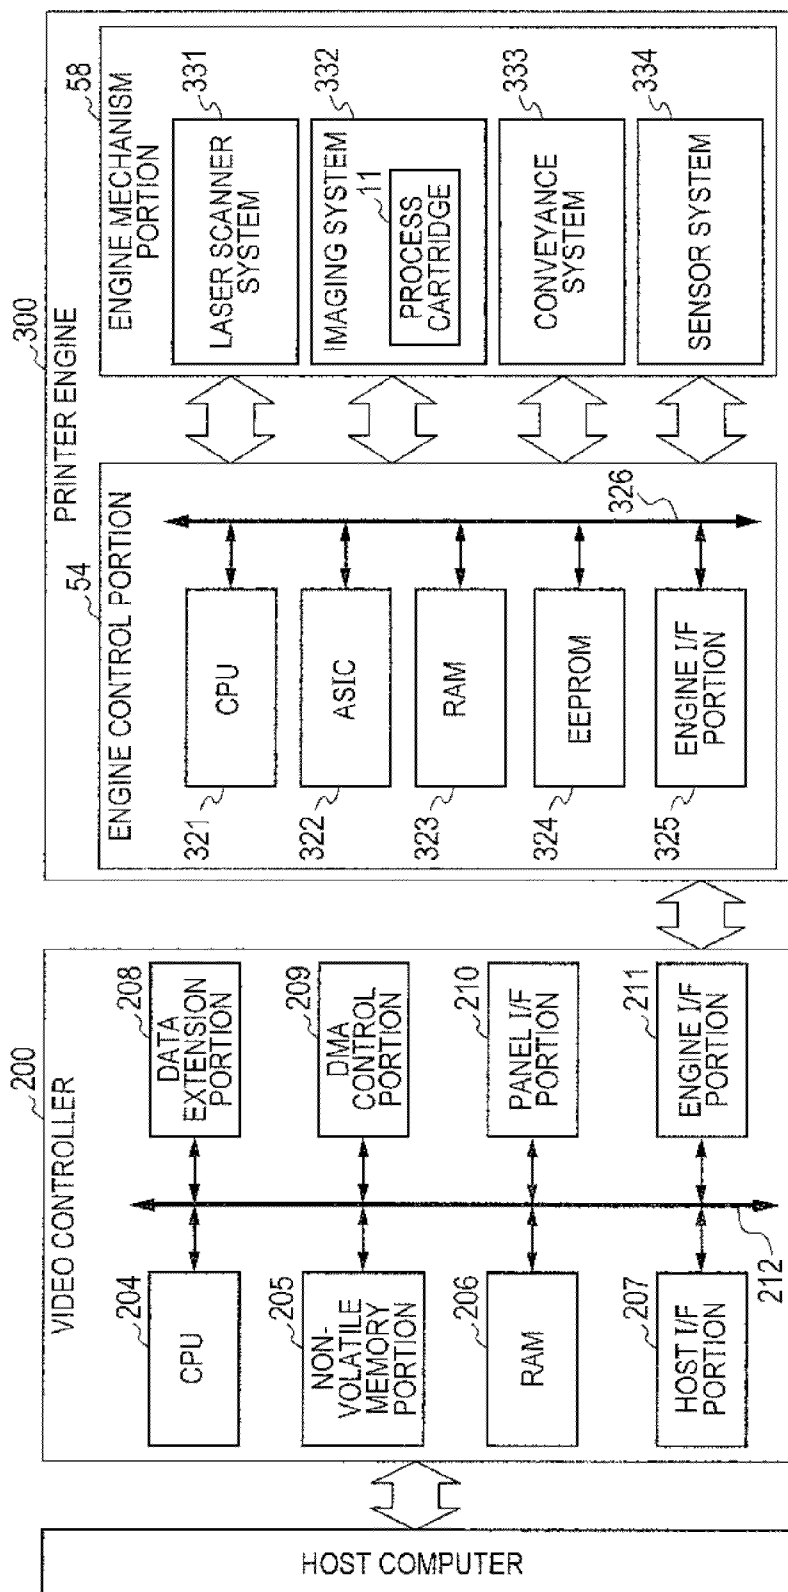 HOST COMPUTER
200
VIDEO CONTROLLER
204
CPU
205
NON-
VOLATILE
MEMORY
PORTION
206
RAM
207
HOST I/F
PORTION
212
208
DATA
EXTENSION
PORTION
209
DMA
CONTROL
PORTION
210
PANEL I/F
PORTION
211
ENGINE I/F
PORTION
300
PRINTER ENGINE
54
ENGINE CONTROL PORTION
321
CPU
322
ASIC
323
RAM
324
EEPROM
325
ENGINE I/F
PORTION
326
58
ENGINE MECHANISM
PORTION
331
LASER SCANNER
SYSTEM
332
IMAGING SYSTEM
11
PROCESS
CARTRIDGE
333
CONVEYANCE
SYSTEM
334
SENSOR SYSTEM